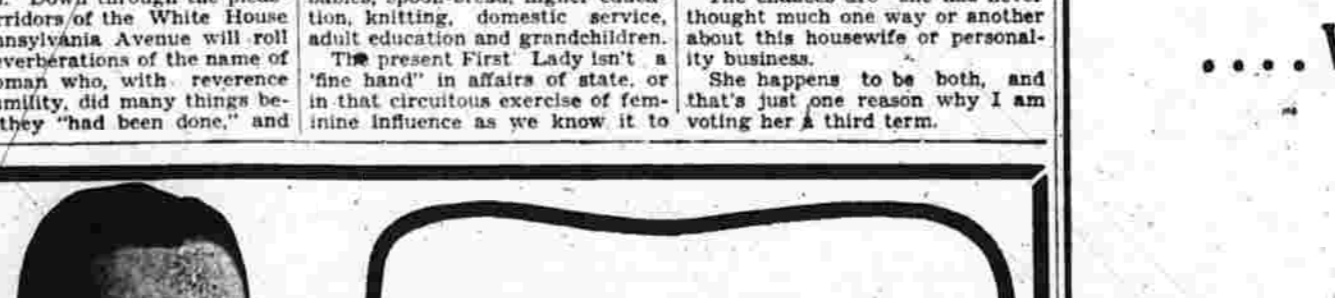 rridors of the White House
nnsylvania Avenue will roll
everberations of the name of
oman who, with reverence
umility, did many things be-
they "had been done," and
tion, knitting, domestic service,
adult education and grandchildren.
The present First Lady isn't a
"fine hand" in affairs of state, or
in that circuitous exercise of fem-
inine influence as we know it to
thought much one way or another
about this housewife or personal-
ity business.
She happens to be both, and
that's just one reason why I am
voting her a third term.
....